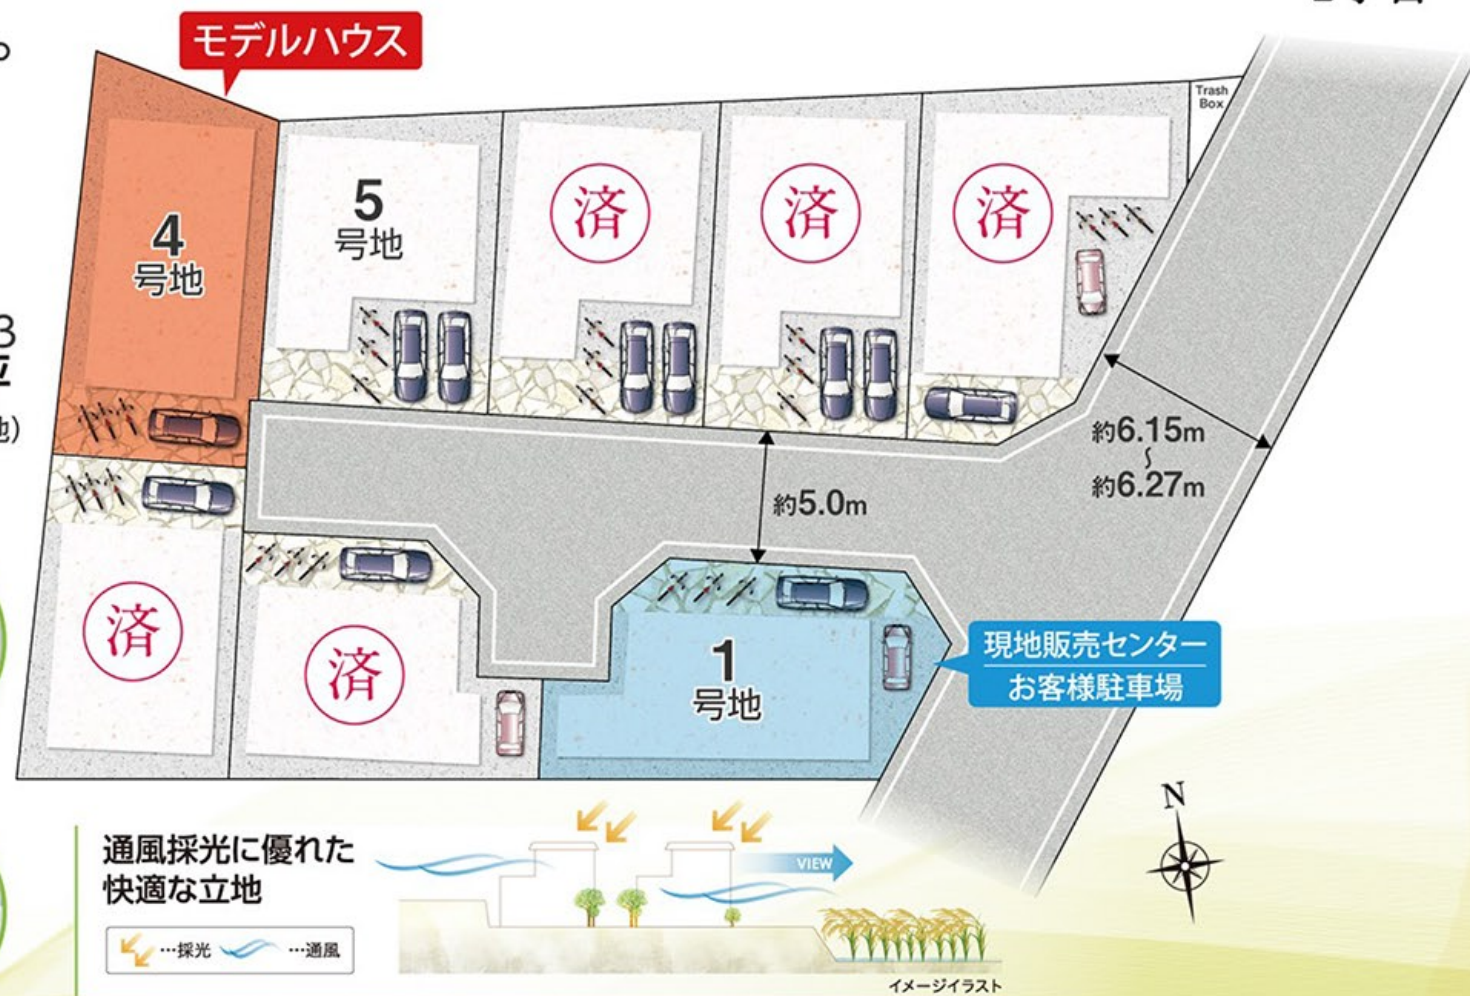 モデルハウス
Trash
Box
4
号地
5
号地
済
済
済
3
地)
約6.15m
~
約6.27m
約5.0m
済
済
1
号地
現地販売センター
お客様駐車場
N
通風採光に優れた
快適な立地
VIEW
…採光
…通風
イメージイラスト